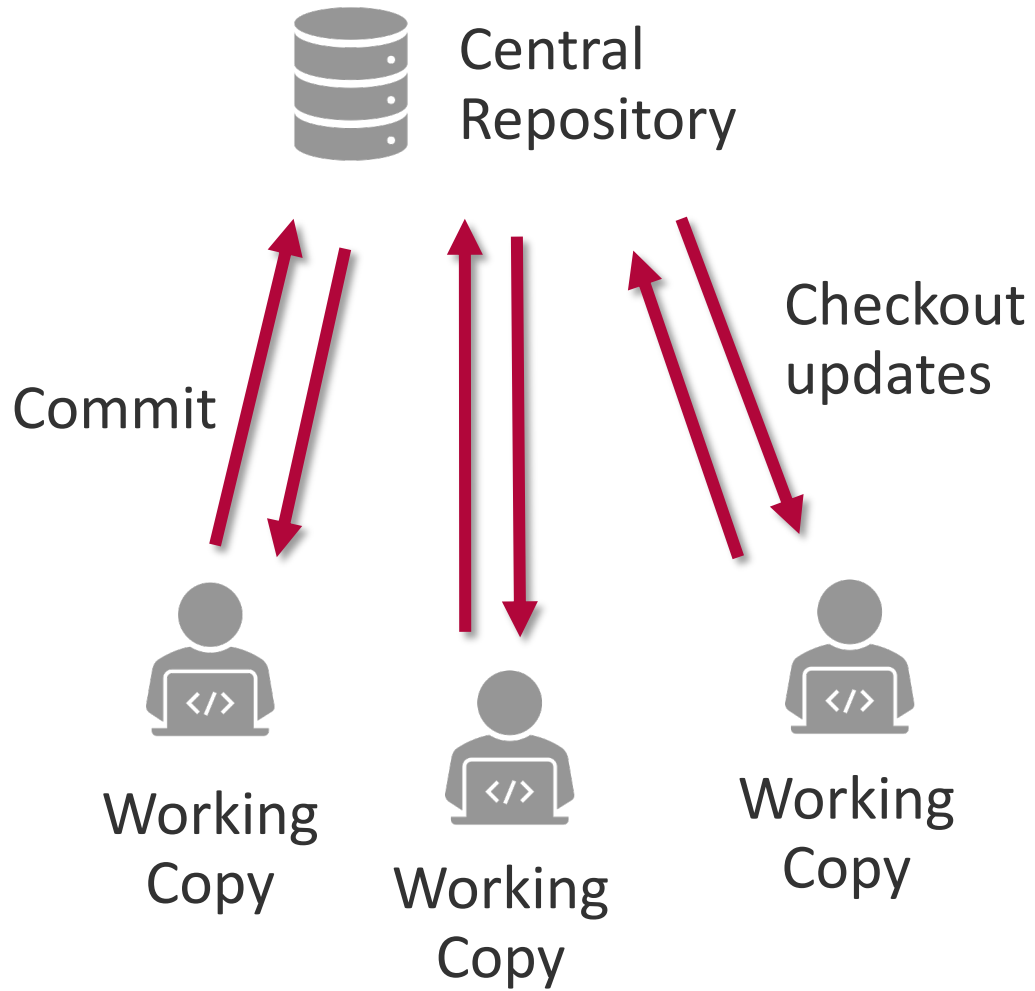 Central
Repository
Checkout
updates
Commit
</>
</>
</>
Working
Copy
Working
Copy
Working
Copy